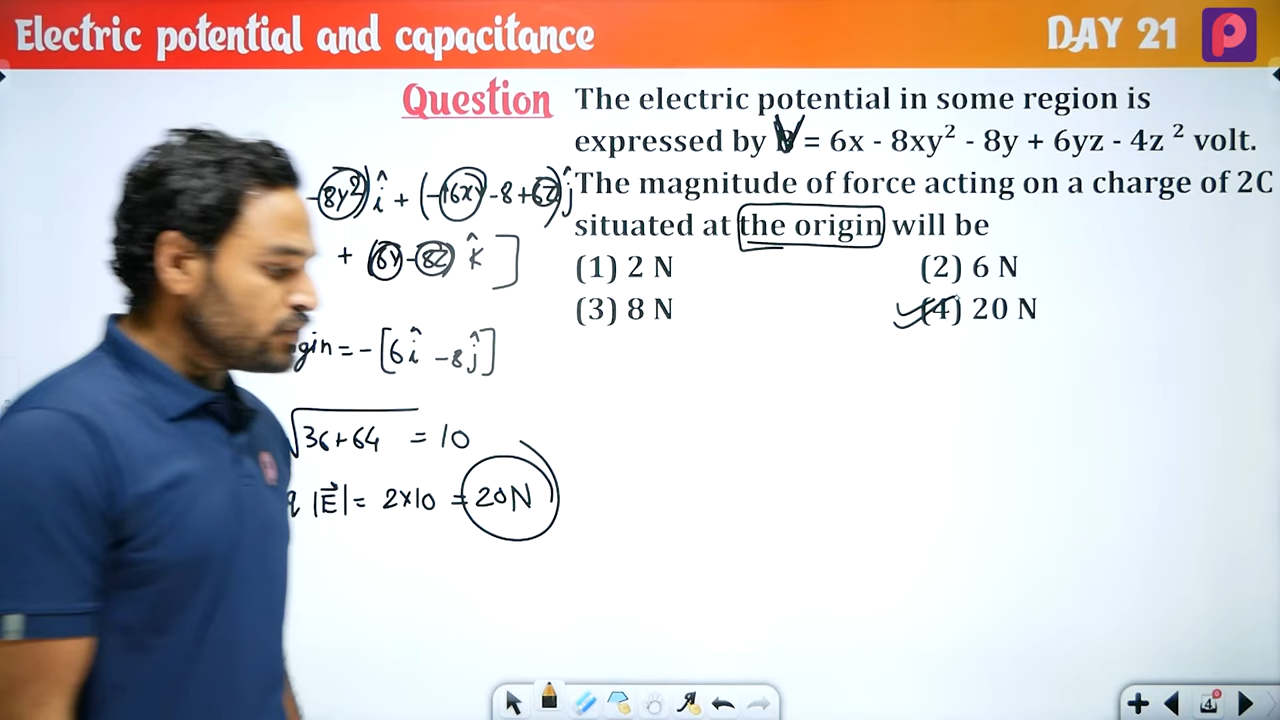 Electric potential and capacitance
DAY 21
Question
The electric potential in some region is
expressed by V = 6x - 8xy² - 8y + 6yz - 4z ² volt.
The magnitude of force acting on a charge of 2C
situated at the origin will be
(1) 2 N
(2) 6 N
(3) 8 N
(4) 20 N
-8y²) î + (-16xy -8+6z) ĵ
+ (6y-8z) k̂ ]
gin = -[6î -8ĵ]
√36+64 = 10
q |E⃗| = 2×10 = 20N
4